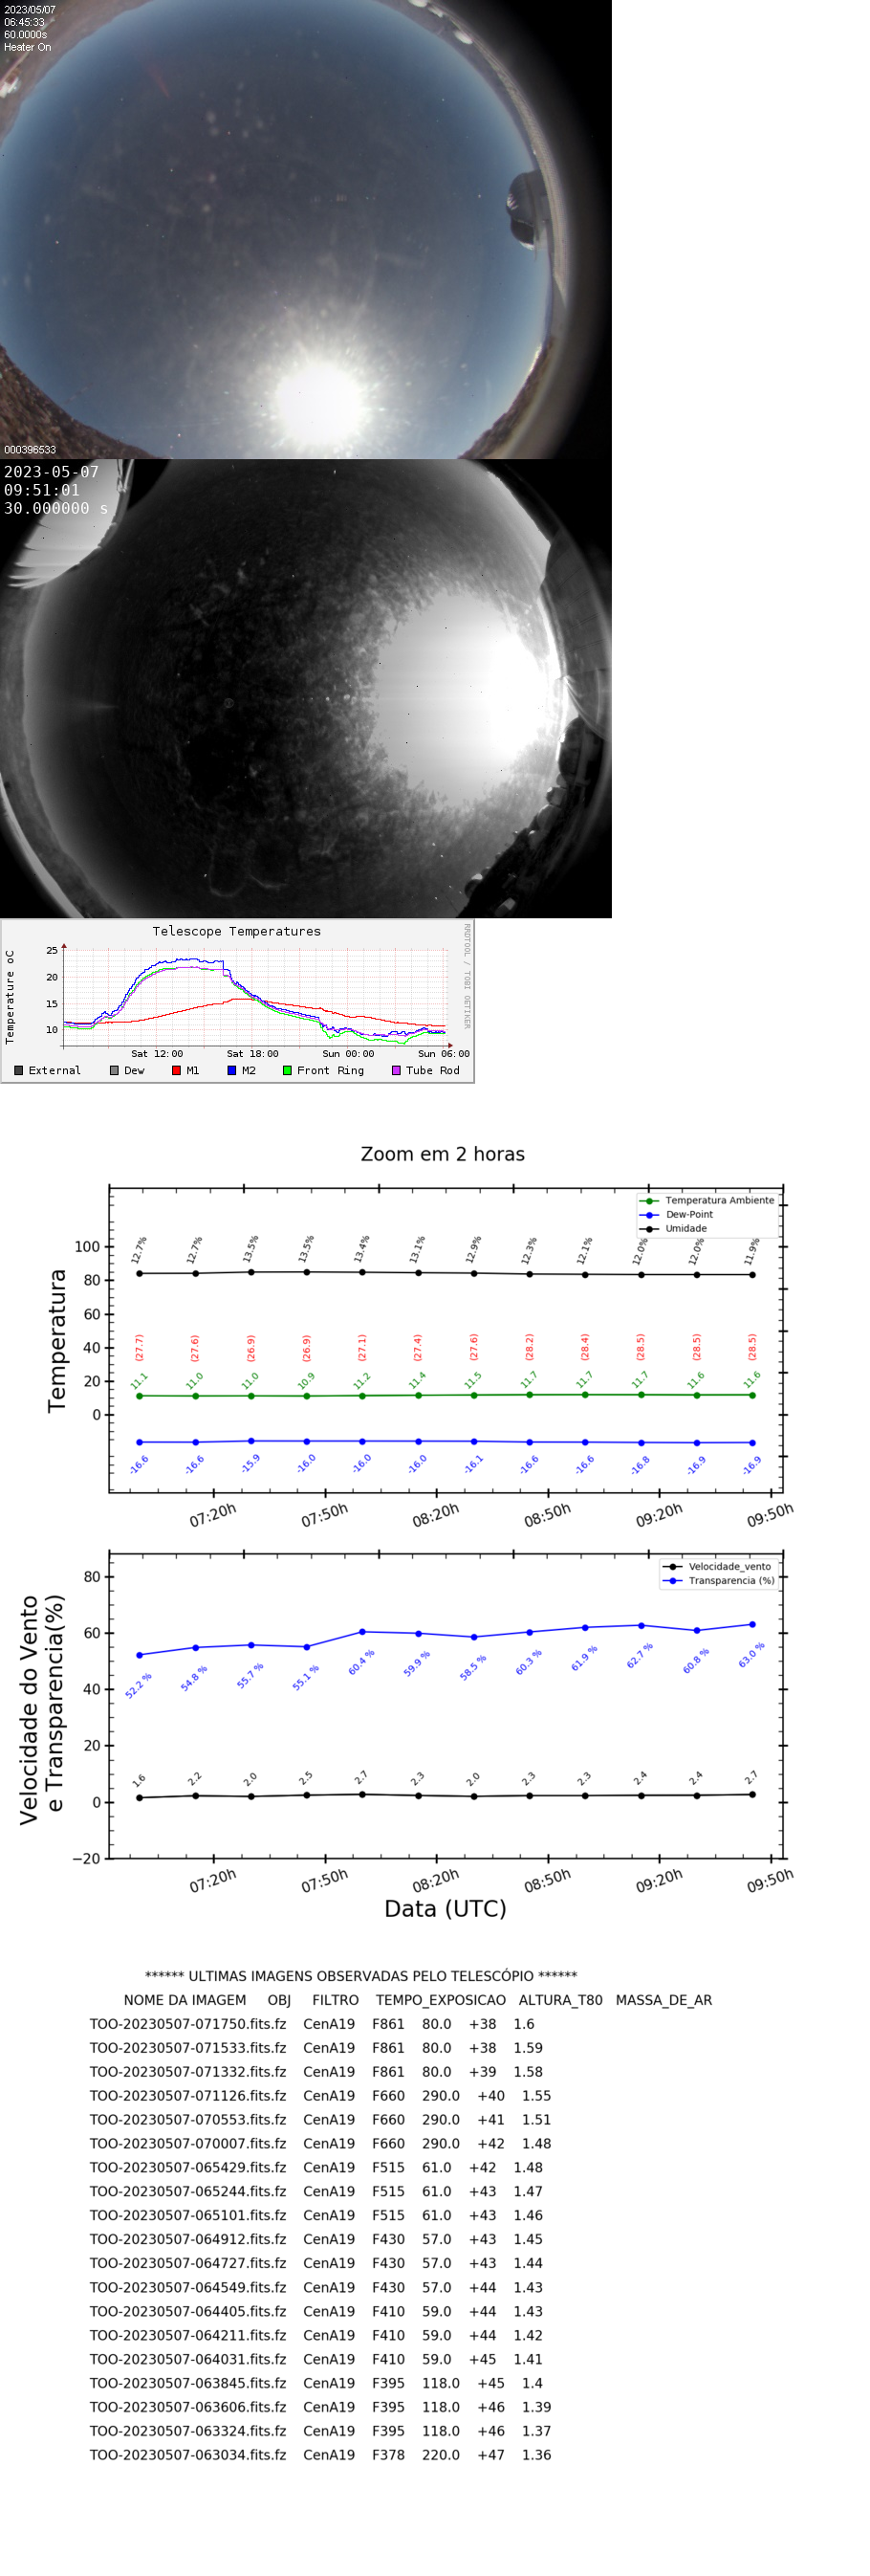 2023/05/07
06:45:33
60.0000s
Heater On
000396533
2023-05-07
09:51:01
30.000000 s
Telescope Temperatures
RRDTOOL / TOBI OETIKER
Temperature oC
25
20
15
10
Sat 12:00 Sat 18:00 Sun 00:00 Sun 06:00
External Dew M1 M2 Front Ring Tube Rod
Zoom em 2 horas
Temperatura Ambiente
Dew-Point
Umidade
Temperatura
100
80
60
40
20
0
12.7% 12.7% 13.5% 13.5% 13.4% 13.1% 12.9% 12.3% 12.1% 12.0% 12.0% 11.9%
(27.7) (27.6) (26.9) (26.9) (27.1) (27.4) (27.6) (28.2) (28.4) (28.5) (28.5) (28.5)
11.1 11.0 11.0 10.9 11.2 11.4 11.5 11.7 11.7 11.7 11.6 11.6
-16.6 -16.6 -15.9 -16.0 -16.0 -16.0 -16.1 -16.6 -16.6 -16.8 -16.9 -16.9
07:20h 07:50h 08:20h 08:50h 09:20h 09:50h
Velocidade_vento
Transparencia (%)
Velocidade do Vento
e Transparencia(%)
80
60
40
20
0
−20
52.2 % 54.8 % 55.7 % 55.1 % 60.4 % 59.9 % 58.5 % 60.3 % 61.9 % 62.7 % 60.8 % 63.0 %
1.6 2.2 2.0 2.5 2.7 2.3 2.0 2.3 2.3 2.4 2.4 2.7
07:20h 07:50h 08:20h 08:50h 09:20h 09:50h
Data (UTC)
****** ULTIMAS IMAGENS OBSERVADAS PELO TELESCÓPIO ******
NOME DA IMAGEM OBJ FILTRO TEMPO_EXPOSICAO ALTURA_T80 MASSA_DE_AR
TOO-20230507-071750.fits.fz CenA19 F861 80.0 +38 1.6
TOO-20230507-071533.fits.fz CenA19 F861 80.0 +38 1.59
TOO-20230507-071332.fits.fz CenA19 F861 80.0 +39 1.58
TOO-20230507-071126.fits.fz CenA19 F660 290.0 +40 1.55
TOO-20230507-070553.fits.fz CenA19 F660 290.0 +41 1.51
TOO-20230507-070007.fits.fz CenA19 F660 290.0 +42 1.48
TOO-20230507-065429.fits.fz CenA19 F515 61.0 +42 1.48
TOO-20230507-065244.fits.fz CenA19 F515 61.0 +43 1.47
TOO-20230507-065101.fits.fz CenA19 F515 61.0 +43 1.46
TOO-20230507-064912.fits.fz CenA19 F430 57.0 +43 1.45
TOO-20230507-064727.fits.fz CenA19 F430 57.0 +43 1.44
TOO-20230507-064549.fits.fz CenA19 F430 57.0 +44 1.43
TOO-20230507-064405.fits.fz CenA19 F410 59.0 +44 1.43
TOO-20230507-064211.fits.fz CenA19 F410 59.0 +44 1.42
TOO-20230507-064031.fits.fz CenA19 F410 59.0 +45 1.41
TOO-20230507-063845.fits.fz CenA19 F395 118.0 +45 1.4
TOO-20230507-063606.fits.fz CenA19 F395 118.0 +46 1.39
TOO-20230507-063324.fits.fz CenA19 F395 118.0 +46 1.37
TOO-20230507-063034.fits.fz CenA19 F378 220.0 +47 1.36